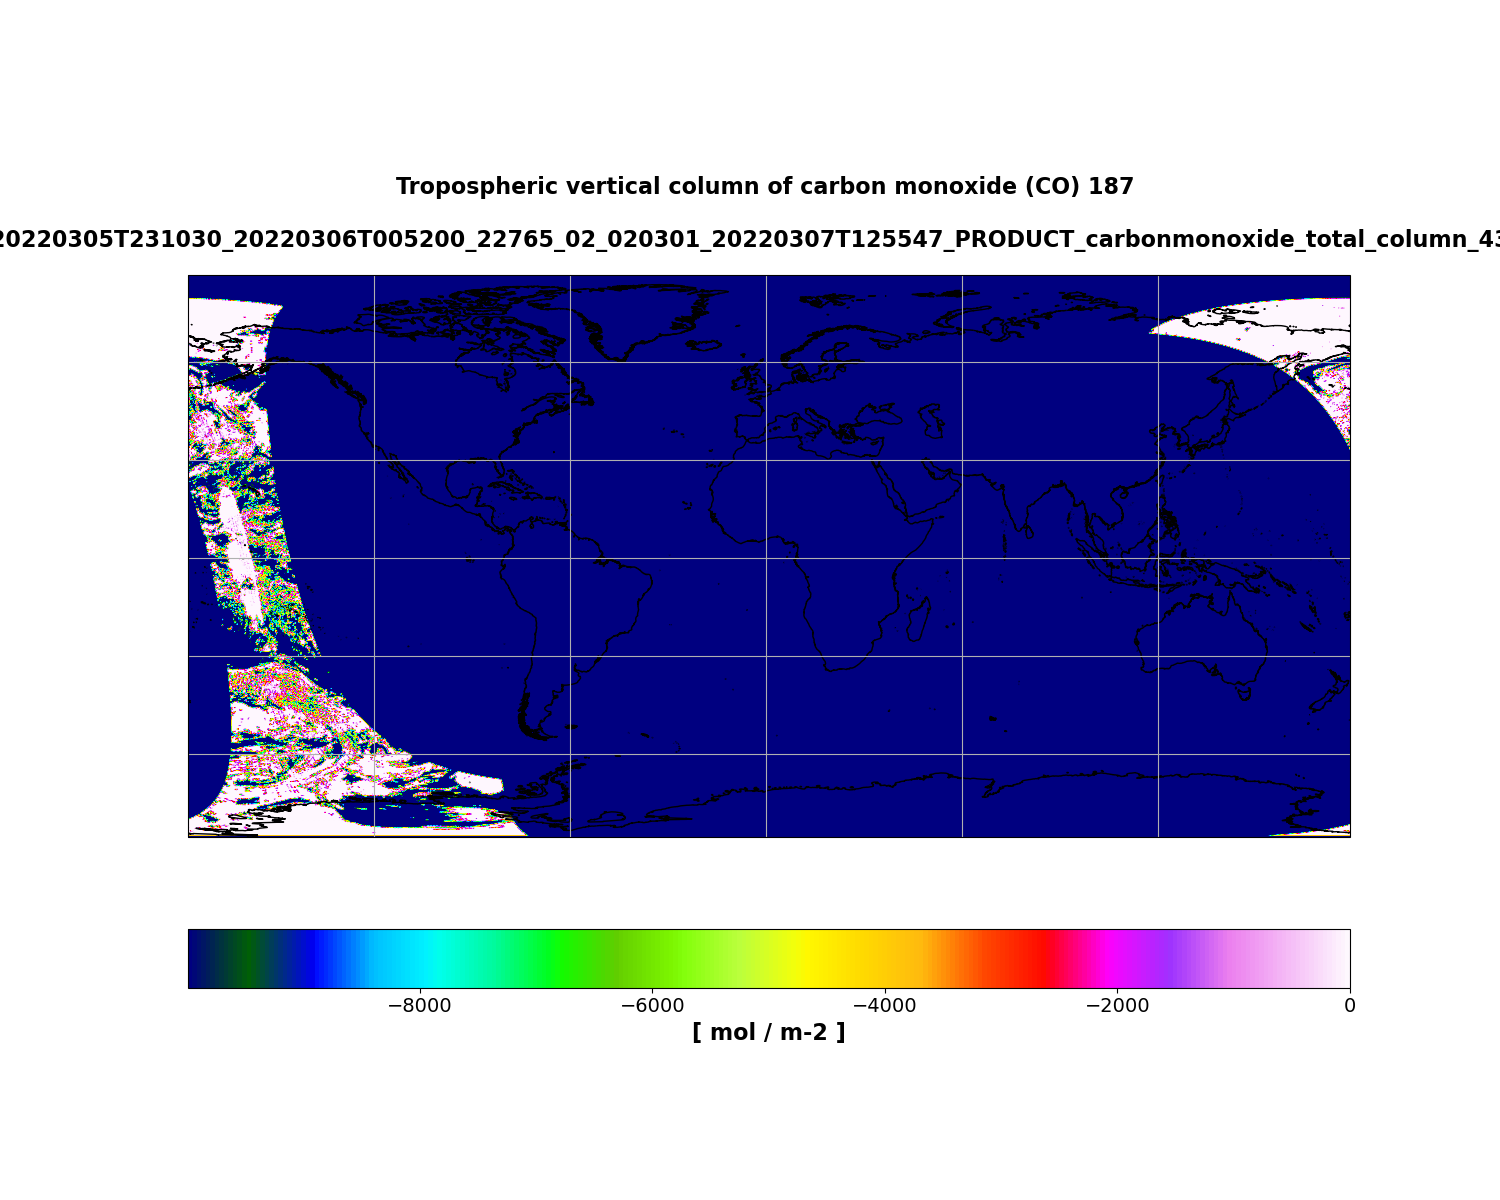 Tropospheric vertical column of carbon monoxide (CO) 187
20220305T231030_20220306T005200_22765_02_020301_20220307T125547_PRODUCT_carbonmonoxide_total_column_43
−8000 −6000 −4000 −2000 0
[ mol / m-2 ]